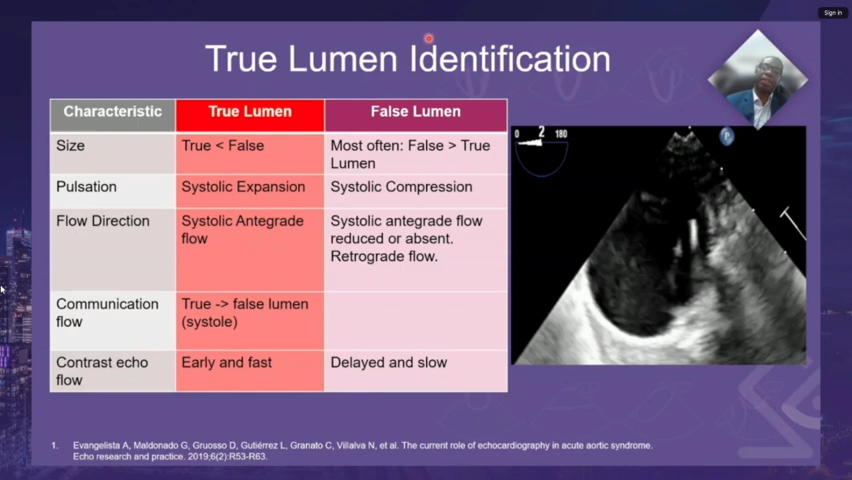 Sign in
True Lumen Identification
Characteristic
True Lumen
False Lumen
Size
True < False
Most often: False > True
Lumen
Pulsation
Systolic Expansion
Systolic Compression
Flow Direction
Systolic Antegrade
flow
Systolic antegrade flow
reduced or absent.
Retrograde flow.
Communication
flow
True -> false lumen
(systole)
Contrast echo
flow
Early and fast
Delayed and slow
0 2 180
P
1. Evangelista A, Maldonado G, Gruosso D, Gutiérrez L, Granato C, Villalva N, et al. The current role of echocardiography in acute aortic syndrome.
Echo research and practice. 2019;6(2):R53-R63.